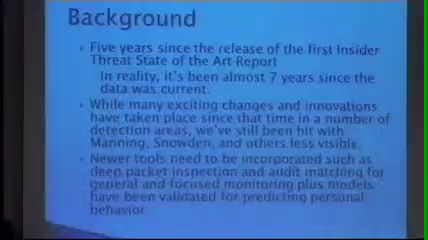 Background
Five years since the release of the first Insider
Threat State of the Art Report
In reality, it's been almost 7 years since the
data was current.
While many exciting changes and innovations
have taken place since that time in a number of
detection areas, we've still been hit with
Manning, Snowden, and others less visible.
Newer tools need to be incorporated such as
deep packet inspection and audit matching for
general and focused monitoring plus models
have been validated for predicting personal
behavior